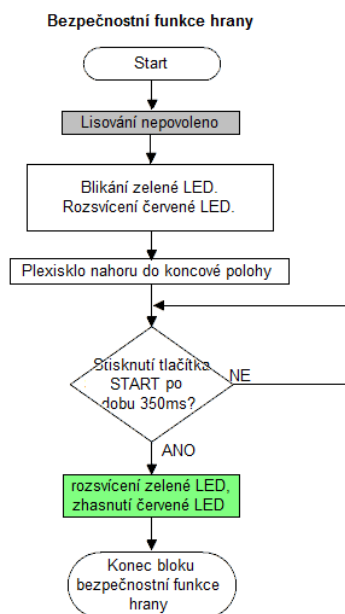 Bezpečnostní funkce hrany
Start
Lisování nepovoleno
Blikání zelené LED.
Rozsvícení červené LED.
Plexisklo nahoru do koncové polohy
Stisknutí tlačítka
START po
dobu 350ms?
NE
ANO
rozsvícení zelené LED,
zhasnutí červené LED
Konec bloku
bezpečnostní funkce
hrany